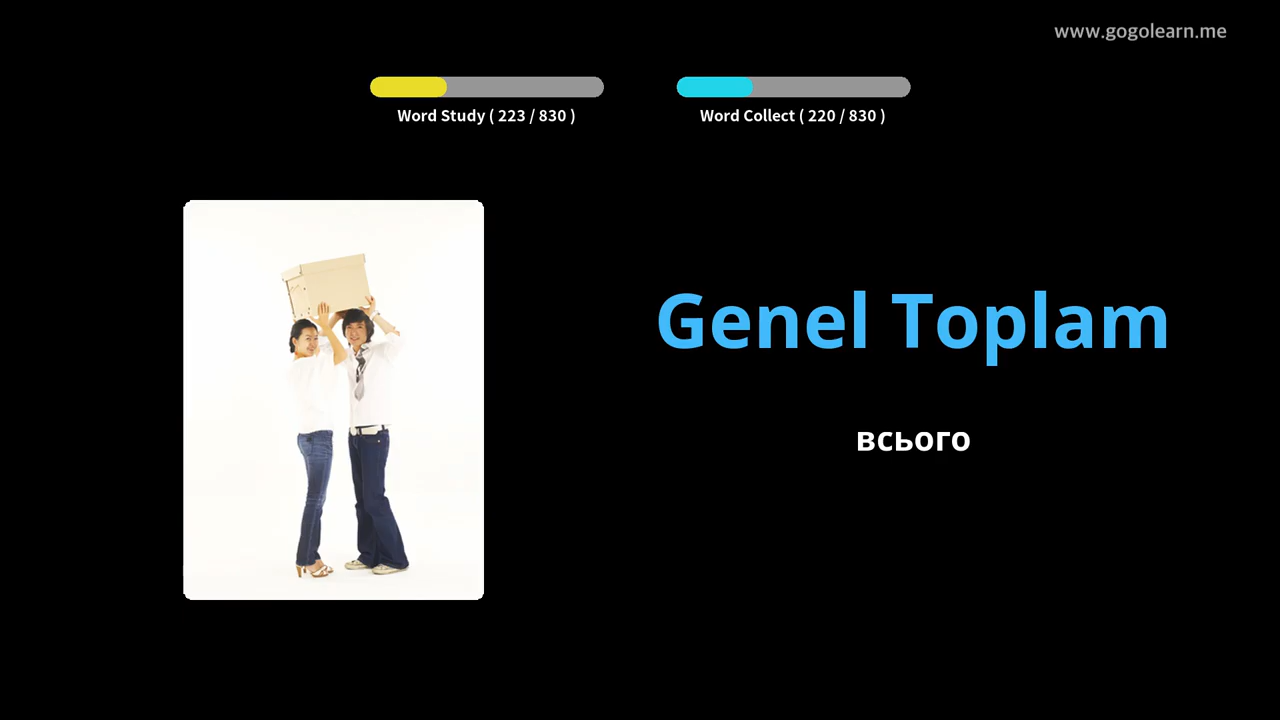 www.gogolearn.me
Word Study ( 223 / 830 )
Word Collect ( 220 / 830 )
Genel Toplam
всього